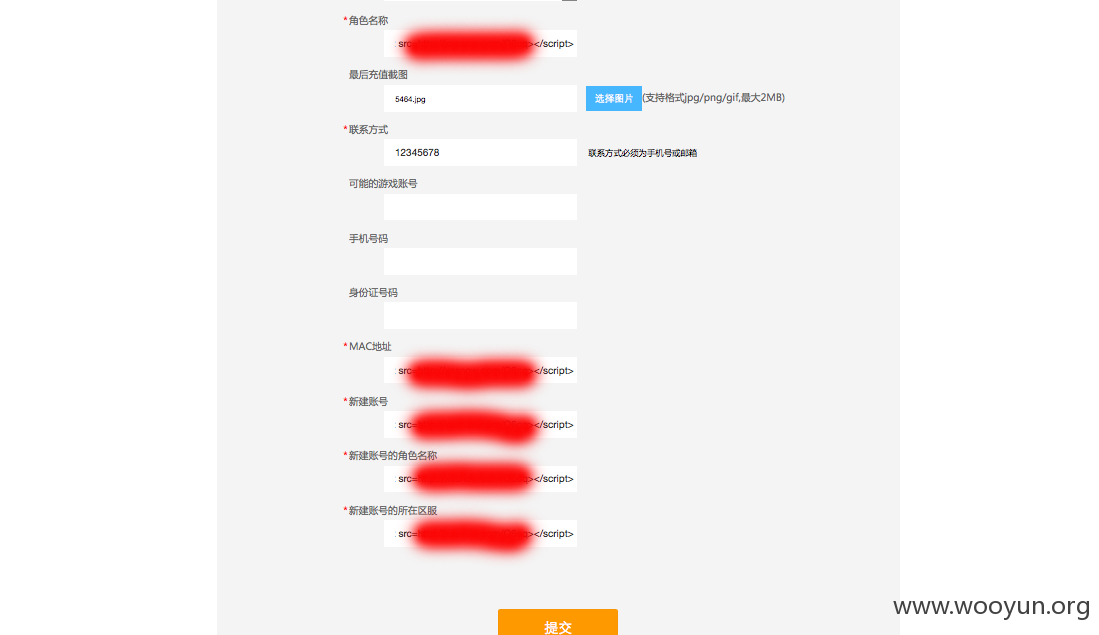 *角色名称
src= ></script>
最后充值截图
5464.jpg 选择图片 (支持格式jpg/png/gif,最大2MB)
*联系方式
12345678 联系方式必须为手机号或邮箱
可能的游戏账号
手机号码
身份证号码
*MAC地址
src= ></script>
*新建账号
src= ></script>
*新建账号的角色名称
src= ></script>
*新建账号的所在区服
src= ></script>
www.wooyun.org
提交